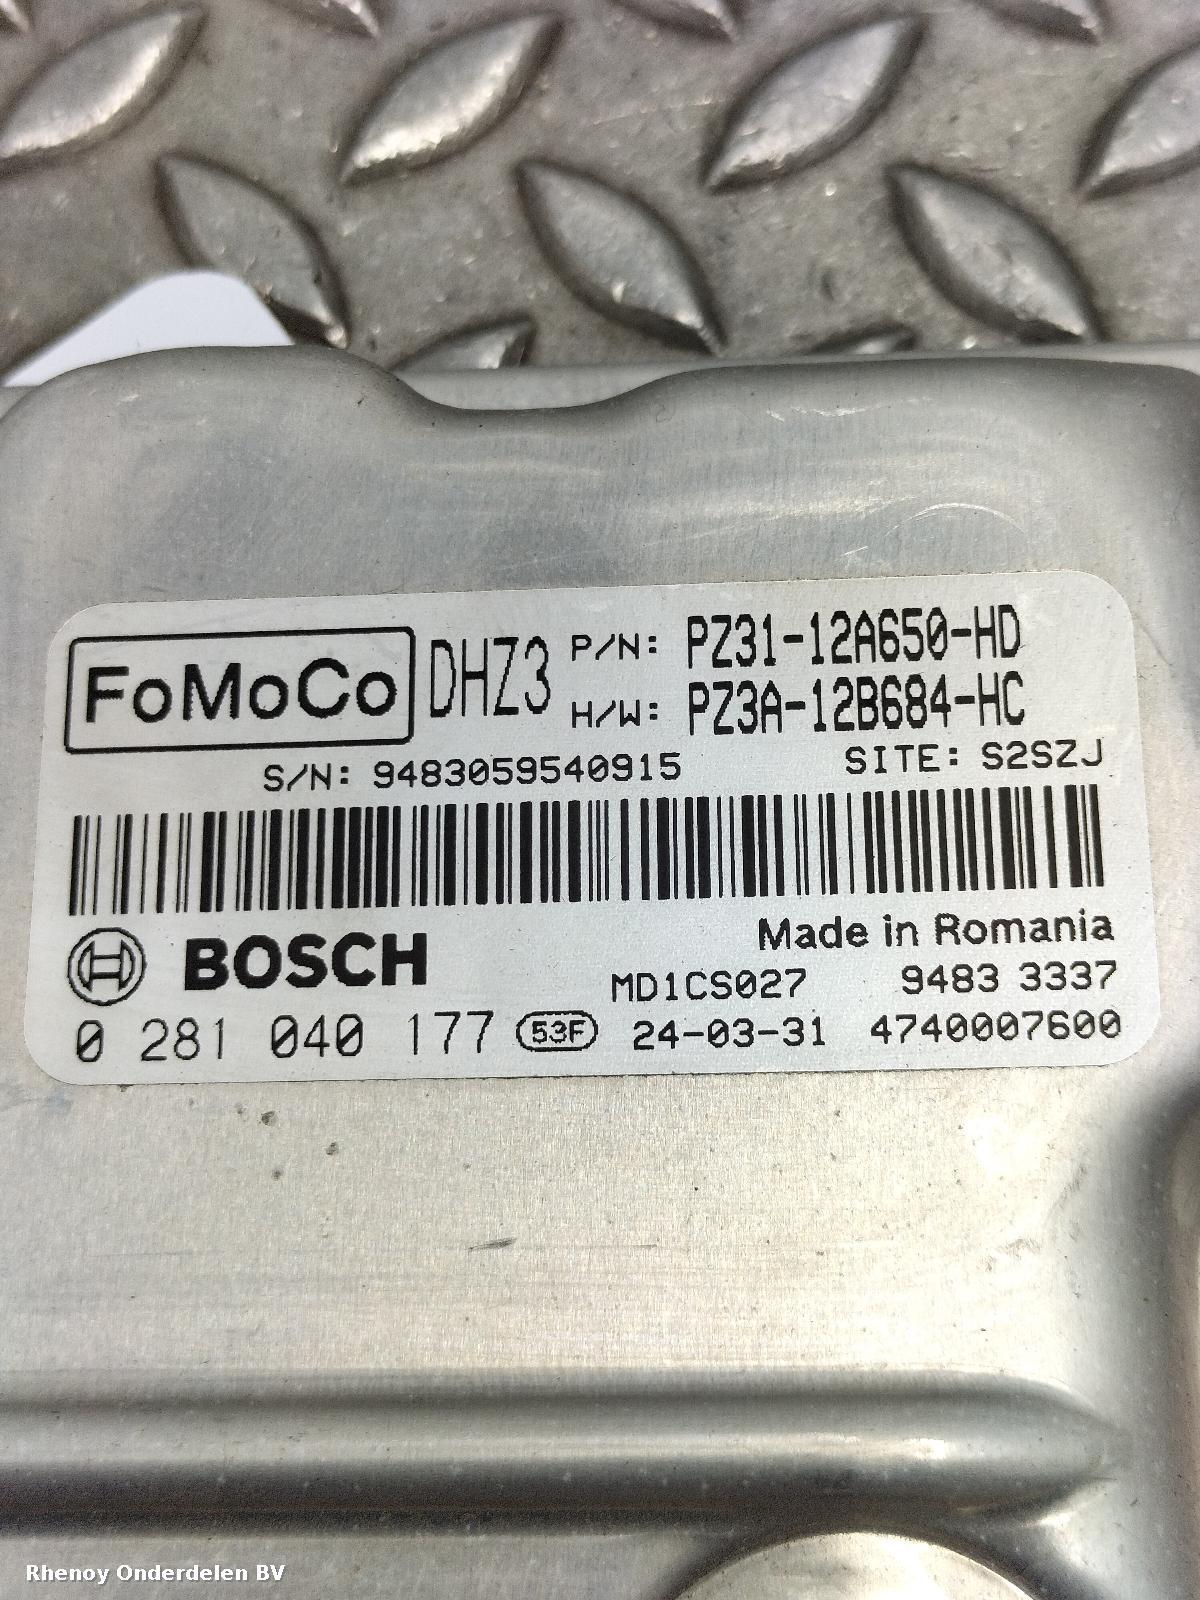 FoMoCo DHZ3 P/N: PZ31-12A650-HD
H/W: PZ3A-12B684-HC
S/N: 9483059540915 SITE: S2SZJ
BOSCH Made in Romania
MD1CS027 9483 3337
0 281 040 177 53F 24-03-31 4740007600
Rhenoy Onderdelen BV